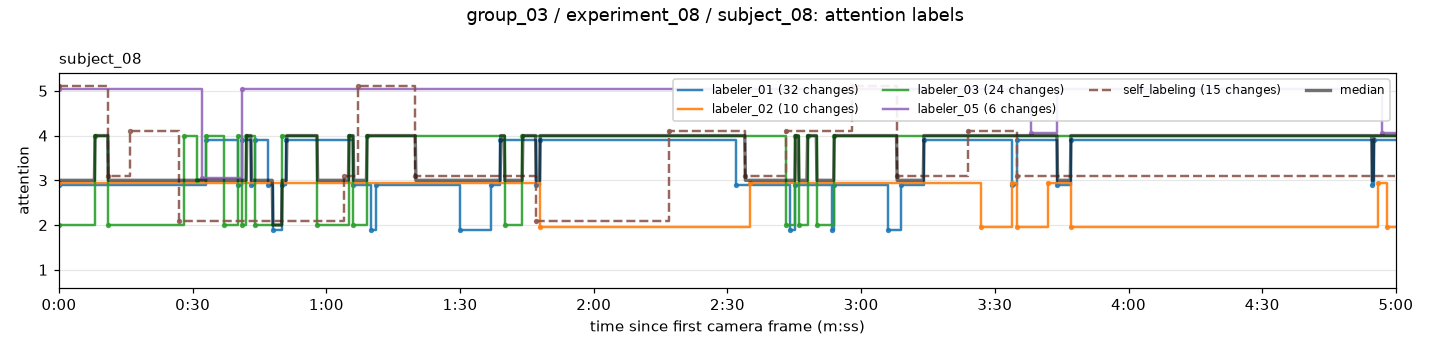 group_03 / experiment_08 / subject_08: attention labels
subject_08
labeler_01 (32 changes)
labeler_02 (10 changes)
labeler_03 (24 changes)
labeler_05 (6 changes)
self_labeling (15 changes)
median
attention
5
4
3
2
1
0:00 0:30 1:00 1:30 2:00 2:30 3:00 3:30 4:00 4:30 5:00
time since first camera frame (m:ss)